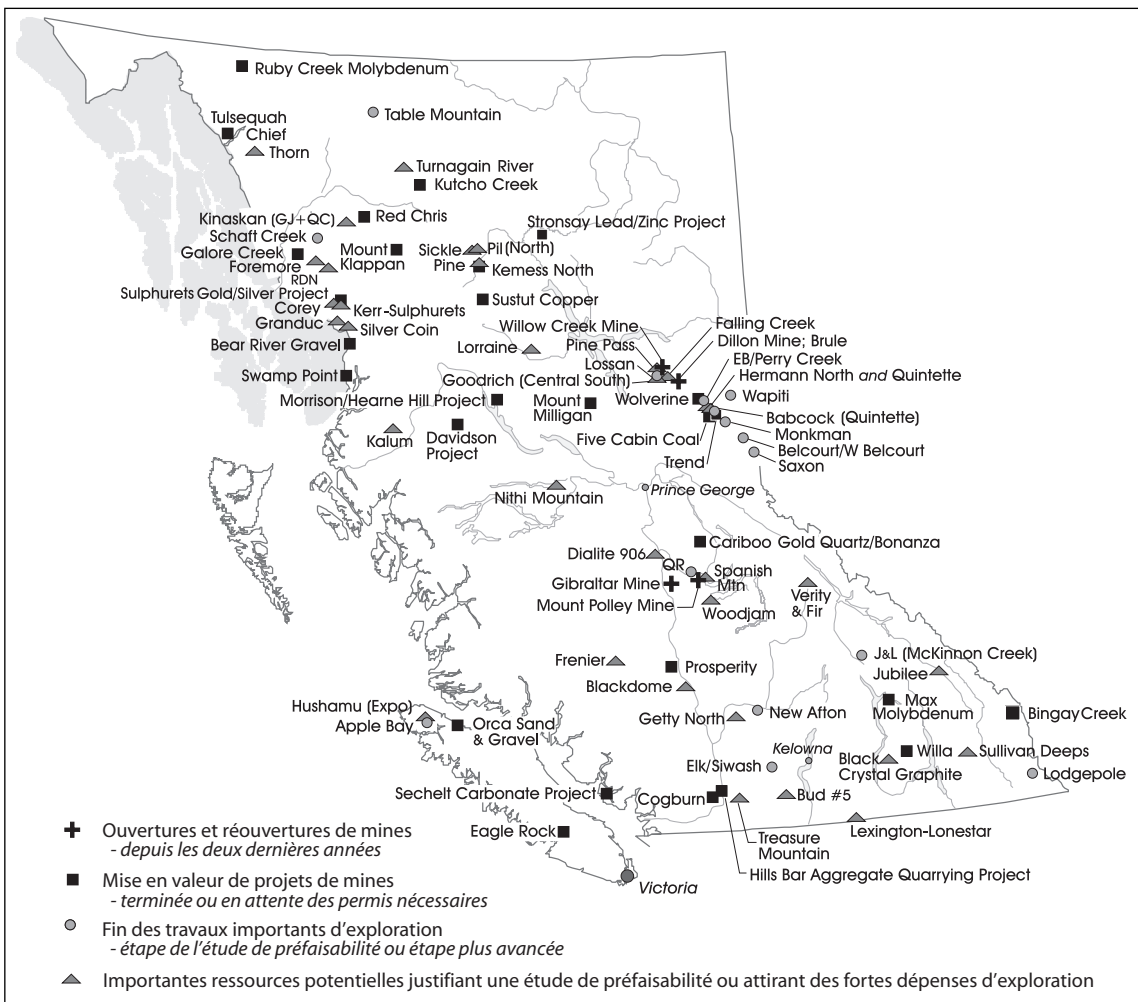 Ruby Creek Molybdenum
Table Mountain
Tulsequah
Chief
Thorn
Turnagain River
Kutcho Creek
Kinaskan (GJ+QC)
Red Chris
Stronsay Lead/Zinc Project
Schaft Creek
Galore Creek
Mount
Klappan
Sickle
Pil (North)
Foremore
Pine
Kemess North
RDN
Sulphurets Gold/Silver Project
Corey
Kerr-Sulphurets
Sustut Copper
Granduc
Silver Coin
Willow Creek Mine
Falling Creek
Bear River Gravel
Lorraine
Pine Pass
Dillon Mine; Brule
Lossan
EB/Perry Creek
Swamp Point
Goodrich (Central South)
Hermann North and Quintette
Morrison/Hearne Hill Project
Mount
Milligan
Wolverine
Wapiti
Babcock (Quintette)
Kalum
Davidson
Project
Five Cabin Coal
Monkman
Belcourt/W Belcourt
Trend
Saxon
Nithi Mountain
Prince George
Cariboo Gold Quartz/Bonanza
Dialite 906
QR
Spanish
Mtn
Gibraltar Mine
Mount Polley Mine
Woodjam
Verity
& Fir
Frenier
Prosperity
J&L (McKinnon Creek)
Jubilee
Blackdome
Hushamu (Expo)
Apple Bay
Orca Sand
& Gravel
Getty North
New Afton
Max
Molybdenum
Bingay Creek
Kelowna
Elk/Siwash
Black
Crystal Graphite
Willa
Sullivan Deeps
Lodgepole
Sechelt Carbonate Project
Cogburn
Bud #5
Eagle Rock
Treasure
Mountain
Lexington-Lonestar
Hills Bar Aggregate Quarrying Project
Victoria
Ouvertures et réouvertures de mines
- depuis les deux dernières années
Mise en valeur de projets de mines
- terminée ou en attente des permis nécessaires
Fin des travaux importants d'exploration
- étape de l'étude de préfaisabilité ou étape plus avancée
Importantes ressources potentielles justifiant une étude de préfaisabilité ou attirant des fortes dépenses d'exploration